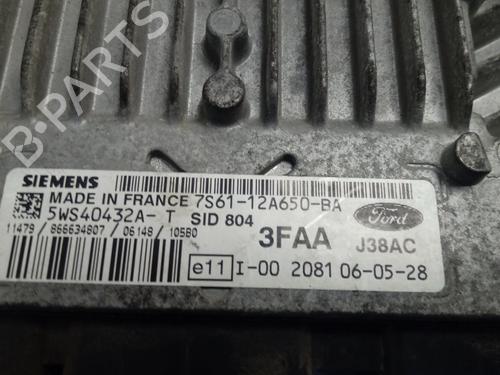 B-PARTS
SIEMENS
MADE IN FRANCE 7S61-12A650-BA
5WS40432A- T SID 804
11479 / 866634807 / 06148 / 10580
3FAA
Ford
J38AC
e11 I-00 2081 06-05-28